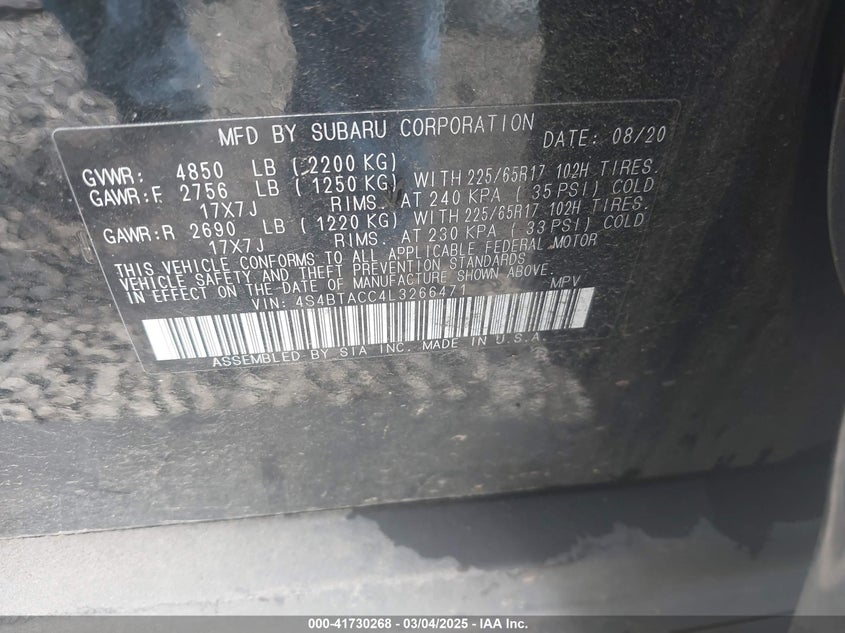 MFD BY SUBARU CORPORATION DATE: 08/20
GVWR: 4850 LB (2200 KG)
GAWR:F 2756 LB (1250 KG) WITH 225/65R17 102H TIRES.
17X7J RIMS. AT 240 KPA (35 PSI) COLD
GAWR:R 2690 LB (1220 KG) WITH 225/65R17 102H TIRES.
17X7J RIMS. AT 230 KPA (33 PSI) COLD
THIS VEHICLE CONFORMS TO ALL APPLICABLE FEDERAL MOTOR
VEHICLE SAFETY AND THEFT PREVENTION STANDARDS
IN EFFECT ON THE-DATE OF MANUFACTURE SHOWN ABOVE.
VIN: 4S4BTACC4L3266471 MPV
ASSEMBLED BY SIA INC. MADE IN U.S.A.
000-41730268 - 03/04/2025 - IAA Inc.